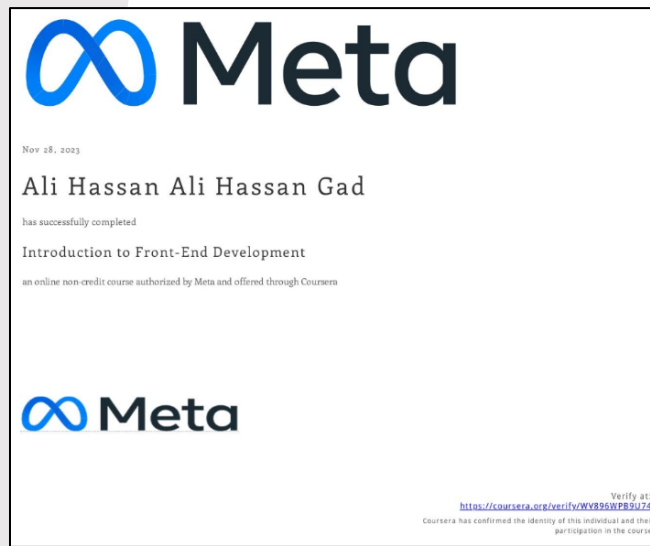 Meta
Nov 28, 2023
Ali Hassan Ali Hassan Gad
has successfully completed
Introduction to Front-End Development
an online non-credit course authorized by Meta and offered through Coursera
Meta
Verify at:
https://coursera.org/verify/WV896WPB9U74
Coursera has confirmed the identity of this individual and thei
participation in the course